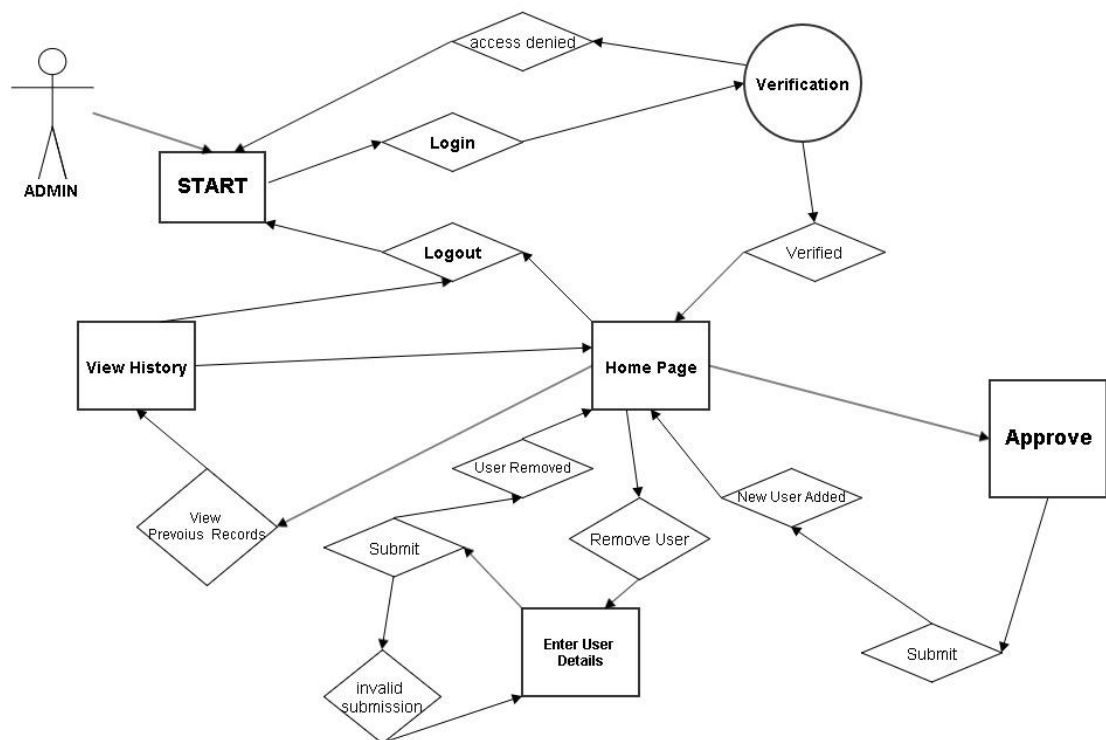 access denied
Verification
Login
ADMIN
START
Logout
Verified
View History
Home Page
Approve
User Removed
New User Added
View
Prevoius Records
Submit
Remove User
Enter User
Details
Submit
invalid
submission